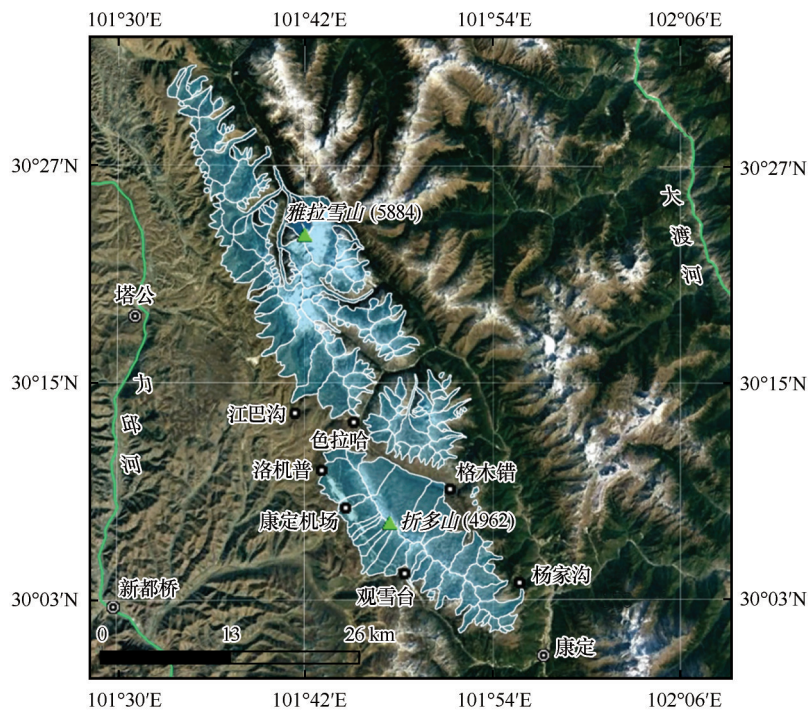 101°30′E 101°42′E 101°54′E 102°06′E
30°27′N 30°27′N
大渡河
雅拉雪山 (5884)
塔公
30°15′N 30°15′N
力邱河
江巴沟
色拉哈
洛机普
格木错
康定机场
折多山 (4962)
杨家沟
观雪台
新都桥
30°03′N 30°03′N
0 13 26 km
康定
101°30′E 101°42′E 101°54′E 102°06′E